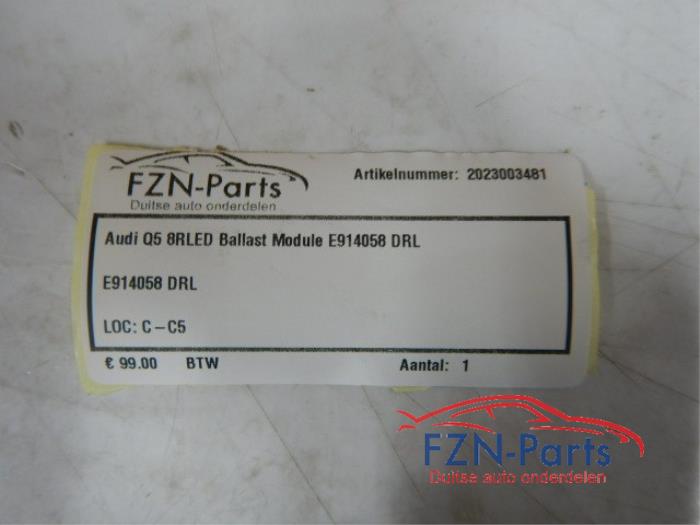 FZN-Parts
Duitse auto onderdelen
Artikelnummer: 2023003481
Audi Q5 8RLED Ballast Module E914058 DRL
E914058 DRL
LOC: C-C5
€ 99.00 BTW Aantal: 1
FZN-Parts
Duitse auto onderdelen